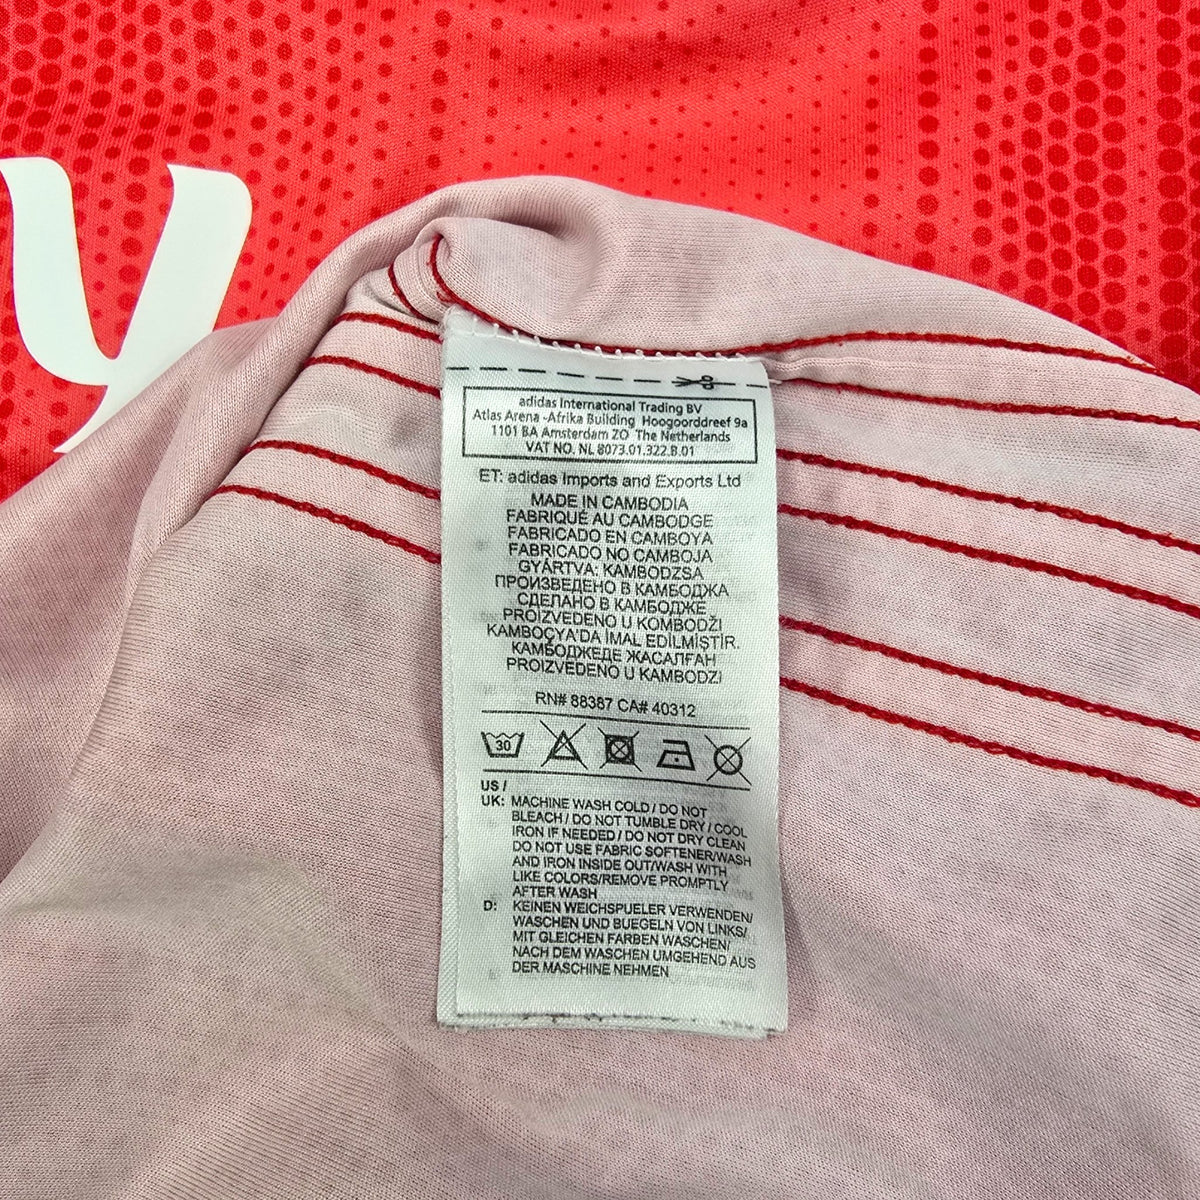 y
adidas International Trading BV
Atlas Arena -Afrika Building Hoogoorddreef 9a
1101 BA Amsterdam ZO The Netherlands
VAT NO. NL 8073.01.322.B.01
ET: adidas Imports and Exports Ltd
MADE IN CAMBODIA
FABRIQUÉ AU CAMBODGE
FABRICADO EN CAMBOYA
FABRICADO NO CAMBOJA
GYÁRTVA: KAMBODZSA
ПРОИЗВЕДЕНО В КАМБОДЖА
СДЕЛАНО В КАМБОДЖЕ
PROIZVEDENO U KOMBODŽI
KAMBOÇYA'DA İMAL EDİLMİŞTİR.
КАМБОДЖЕДЕ ЖАСАЛҒАН
PROIZVEDENO U KAMBODZI
RN# 88387 CA# 40312
30
US /
UK: MACHINE WASH COLD / DO NOT
BLEACH / DO NOT TUMBLE DRY / COOL
IRON IF NEEDED / DO NOT DRY CLEAN
DO NOT USE FABRIC SOFTENER/WASH
AND IRON INSIDE OUT/WASH WITH
LIKE COLORS/REMOVE PROMPTLY
AFTER WASH
D: KEINEN WEICHSPUELER VERWENDEN/
WASCHEN UND BUEGELN VON LINKS/
MIT GLEICHEN FARBEN WASCHEN/
NACH DEM WASCHEN UMGEHEND AUS
DER MASCHINE NEHMEN